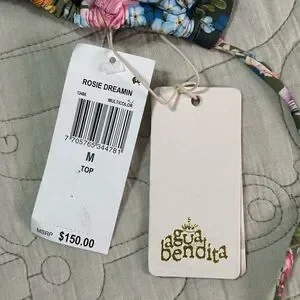 ROSIE DREAMIN
MULTICOLOR
7705765344781
M
,TOP
MSRP $150.00
agua
bendita